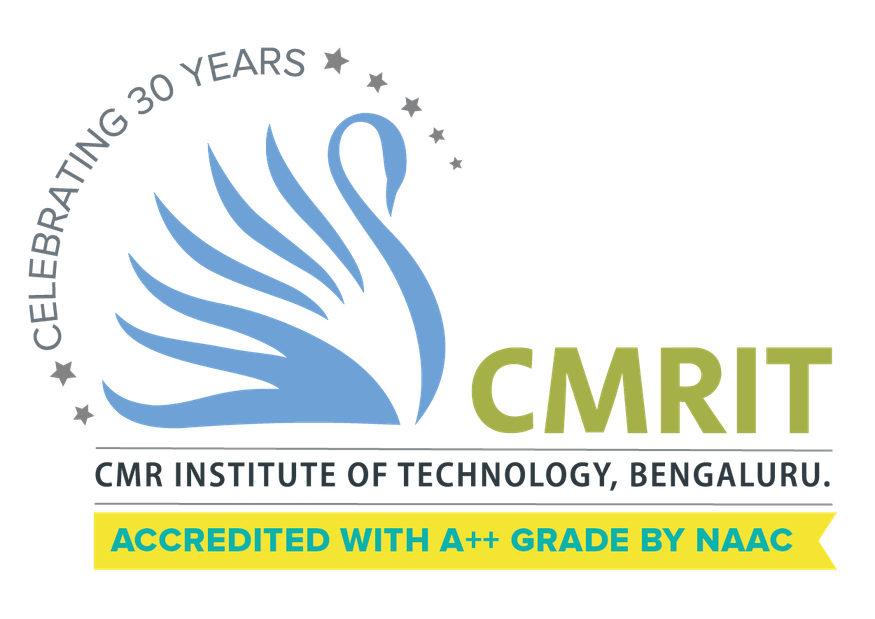 CELEBRATING 30 YEARS
CMRIT
CMR INSTITUTE OF TECHNOLOGY, BENGALURU.
ACCREDITED WITH A++ GRADE BY NAAC